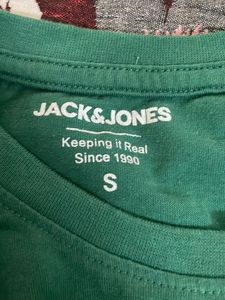 JACK&JONES
Keeping it Real
Since 1990
S